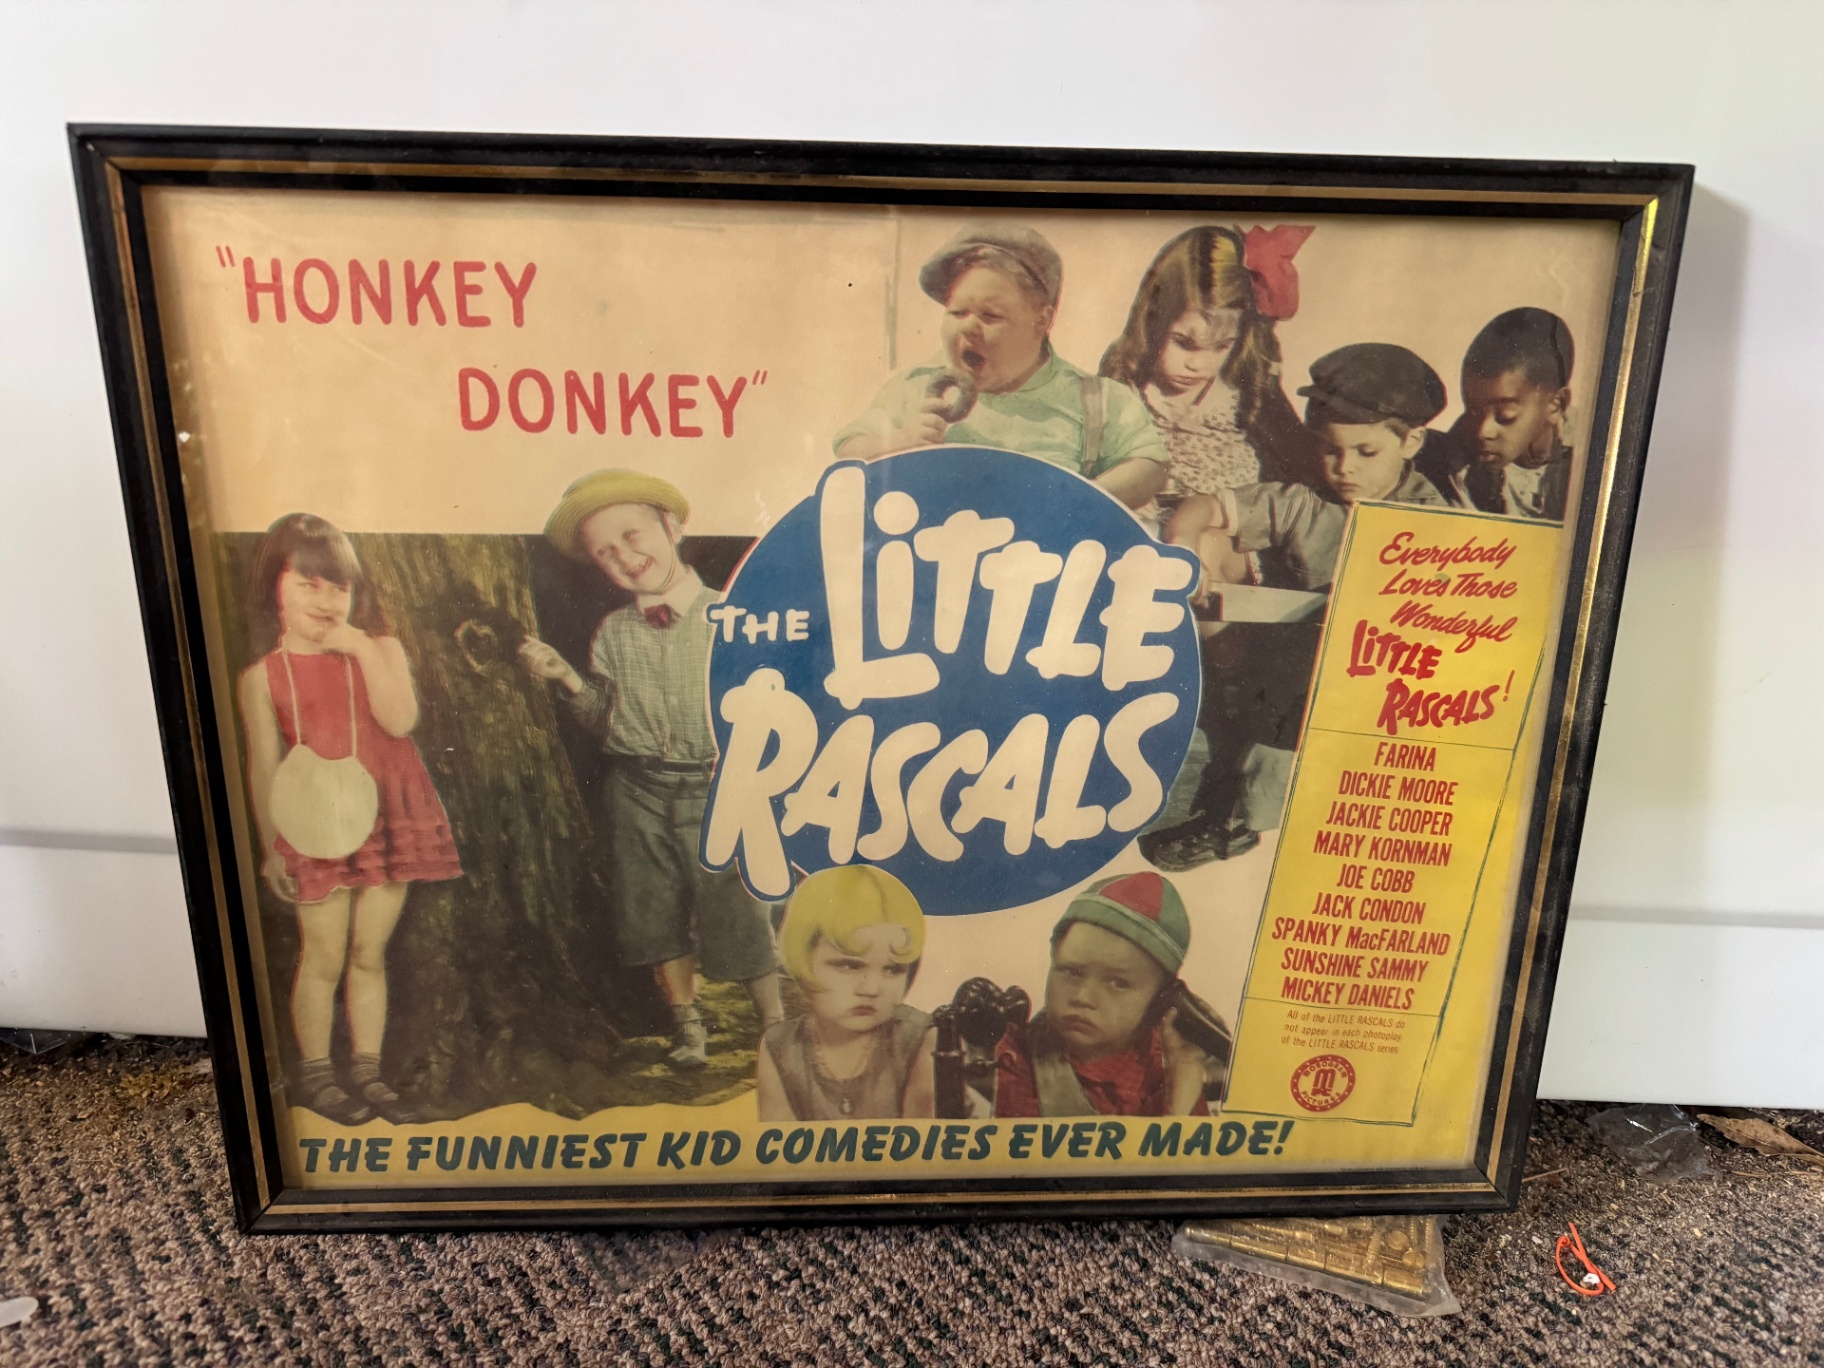 "HONKEY
DONKEY"
THE LITTLE
RASCALS
Everybody
Loves Those
Wonderful
LITTLE
RASCALS!
FARINA
DICKIE MOORE
JACKIE COOPER
MARY KORNMAN
JOE COBB
JACK CONDON
SPANKY MacFARLAND
SUNSHINE SAMMY
MICKEY DANIELS
All of the LITTLE RASCALS do
not appear in each photoplay
of the LITTLE RASCALS series
MONOGRAM
PICTURES
THE FUNNIEST KID COMEDIES EVER MADE!